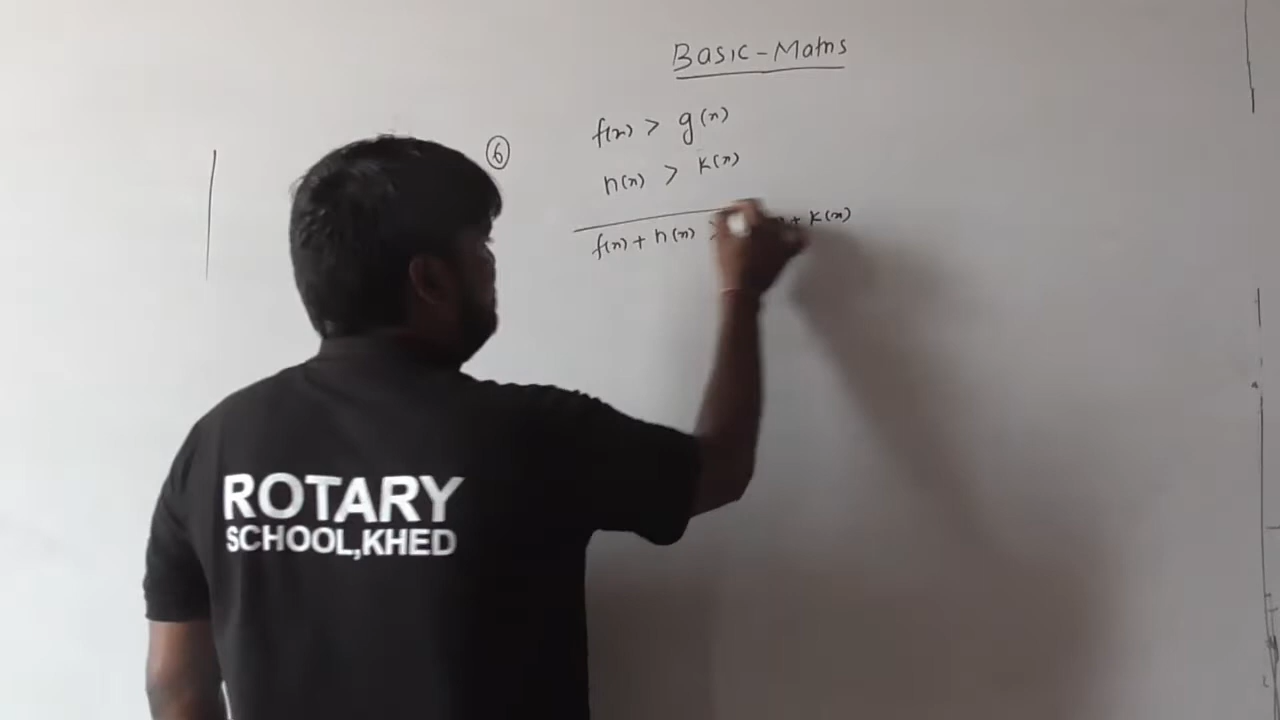 Basic - Maths
⑥ f(x) > g(x)
h(x) > k(x)
f(x) + h(x) > + k(x)
ROTARY
SCHOOL,KHED